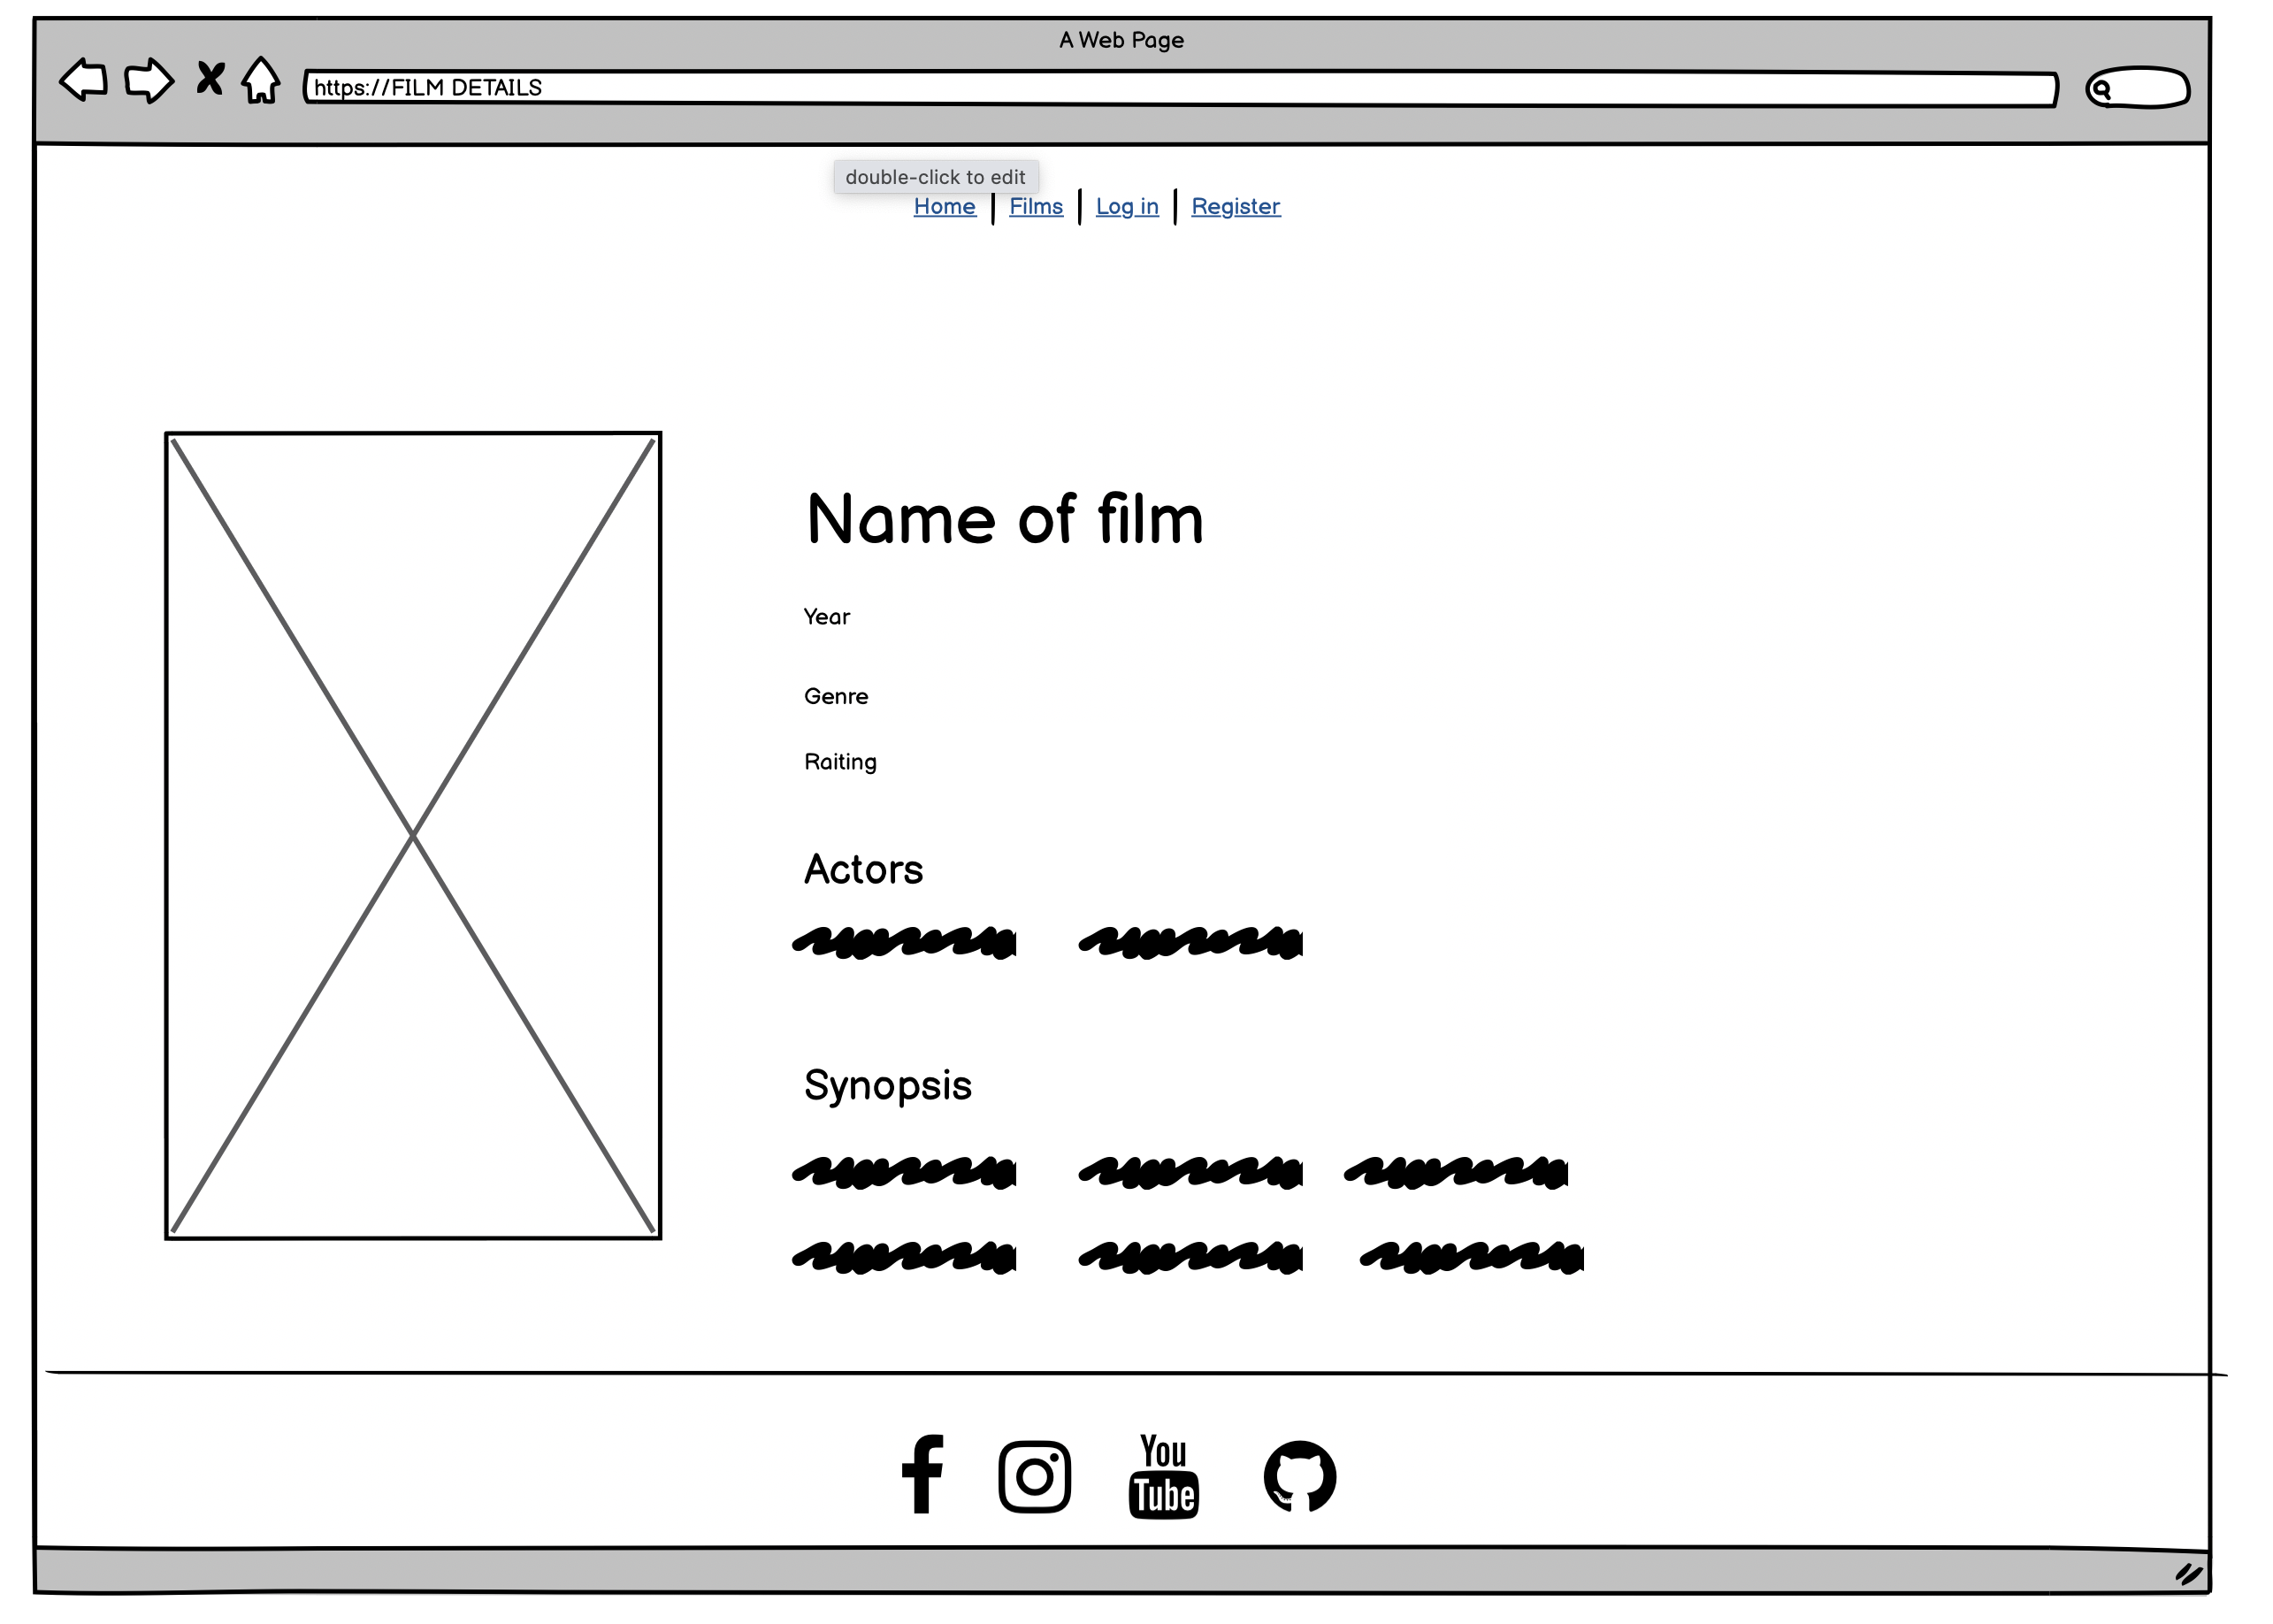 A Web Page
https://FILM DETAILS
double-click to edit
Home | Films | Log in | Register
Name of film
Year
Genre
Raiting
Actors
Synopsis
You
Tube